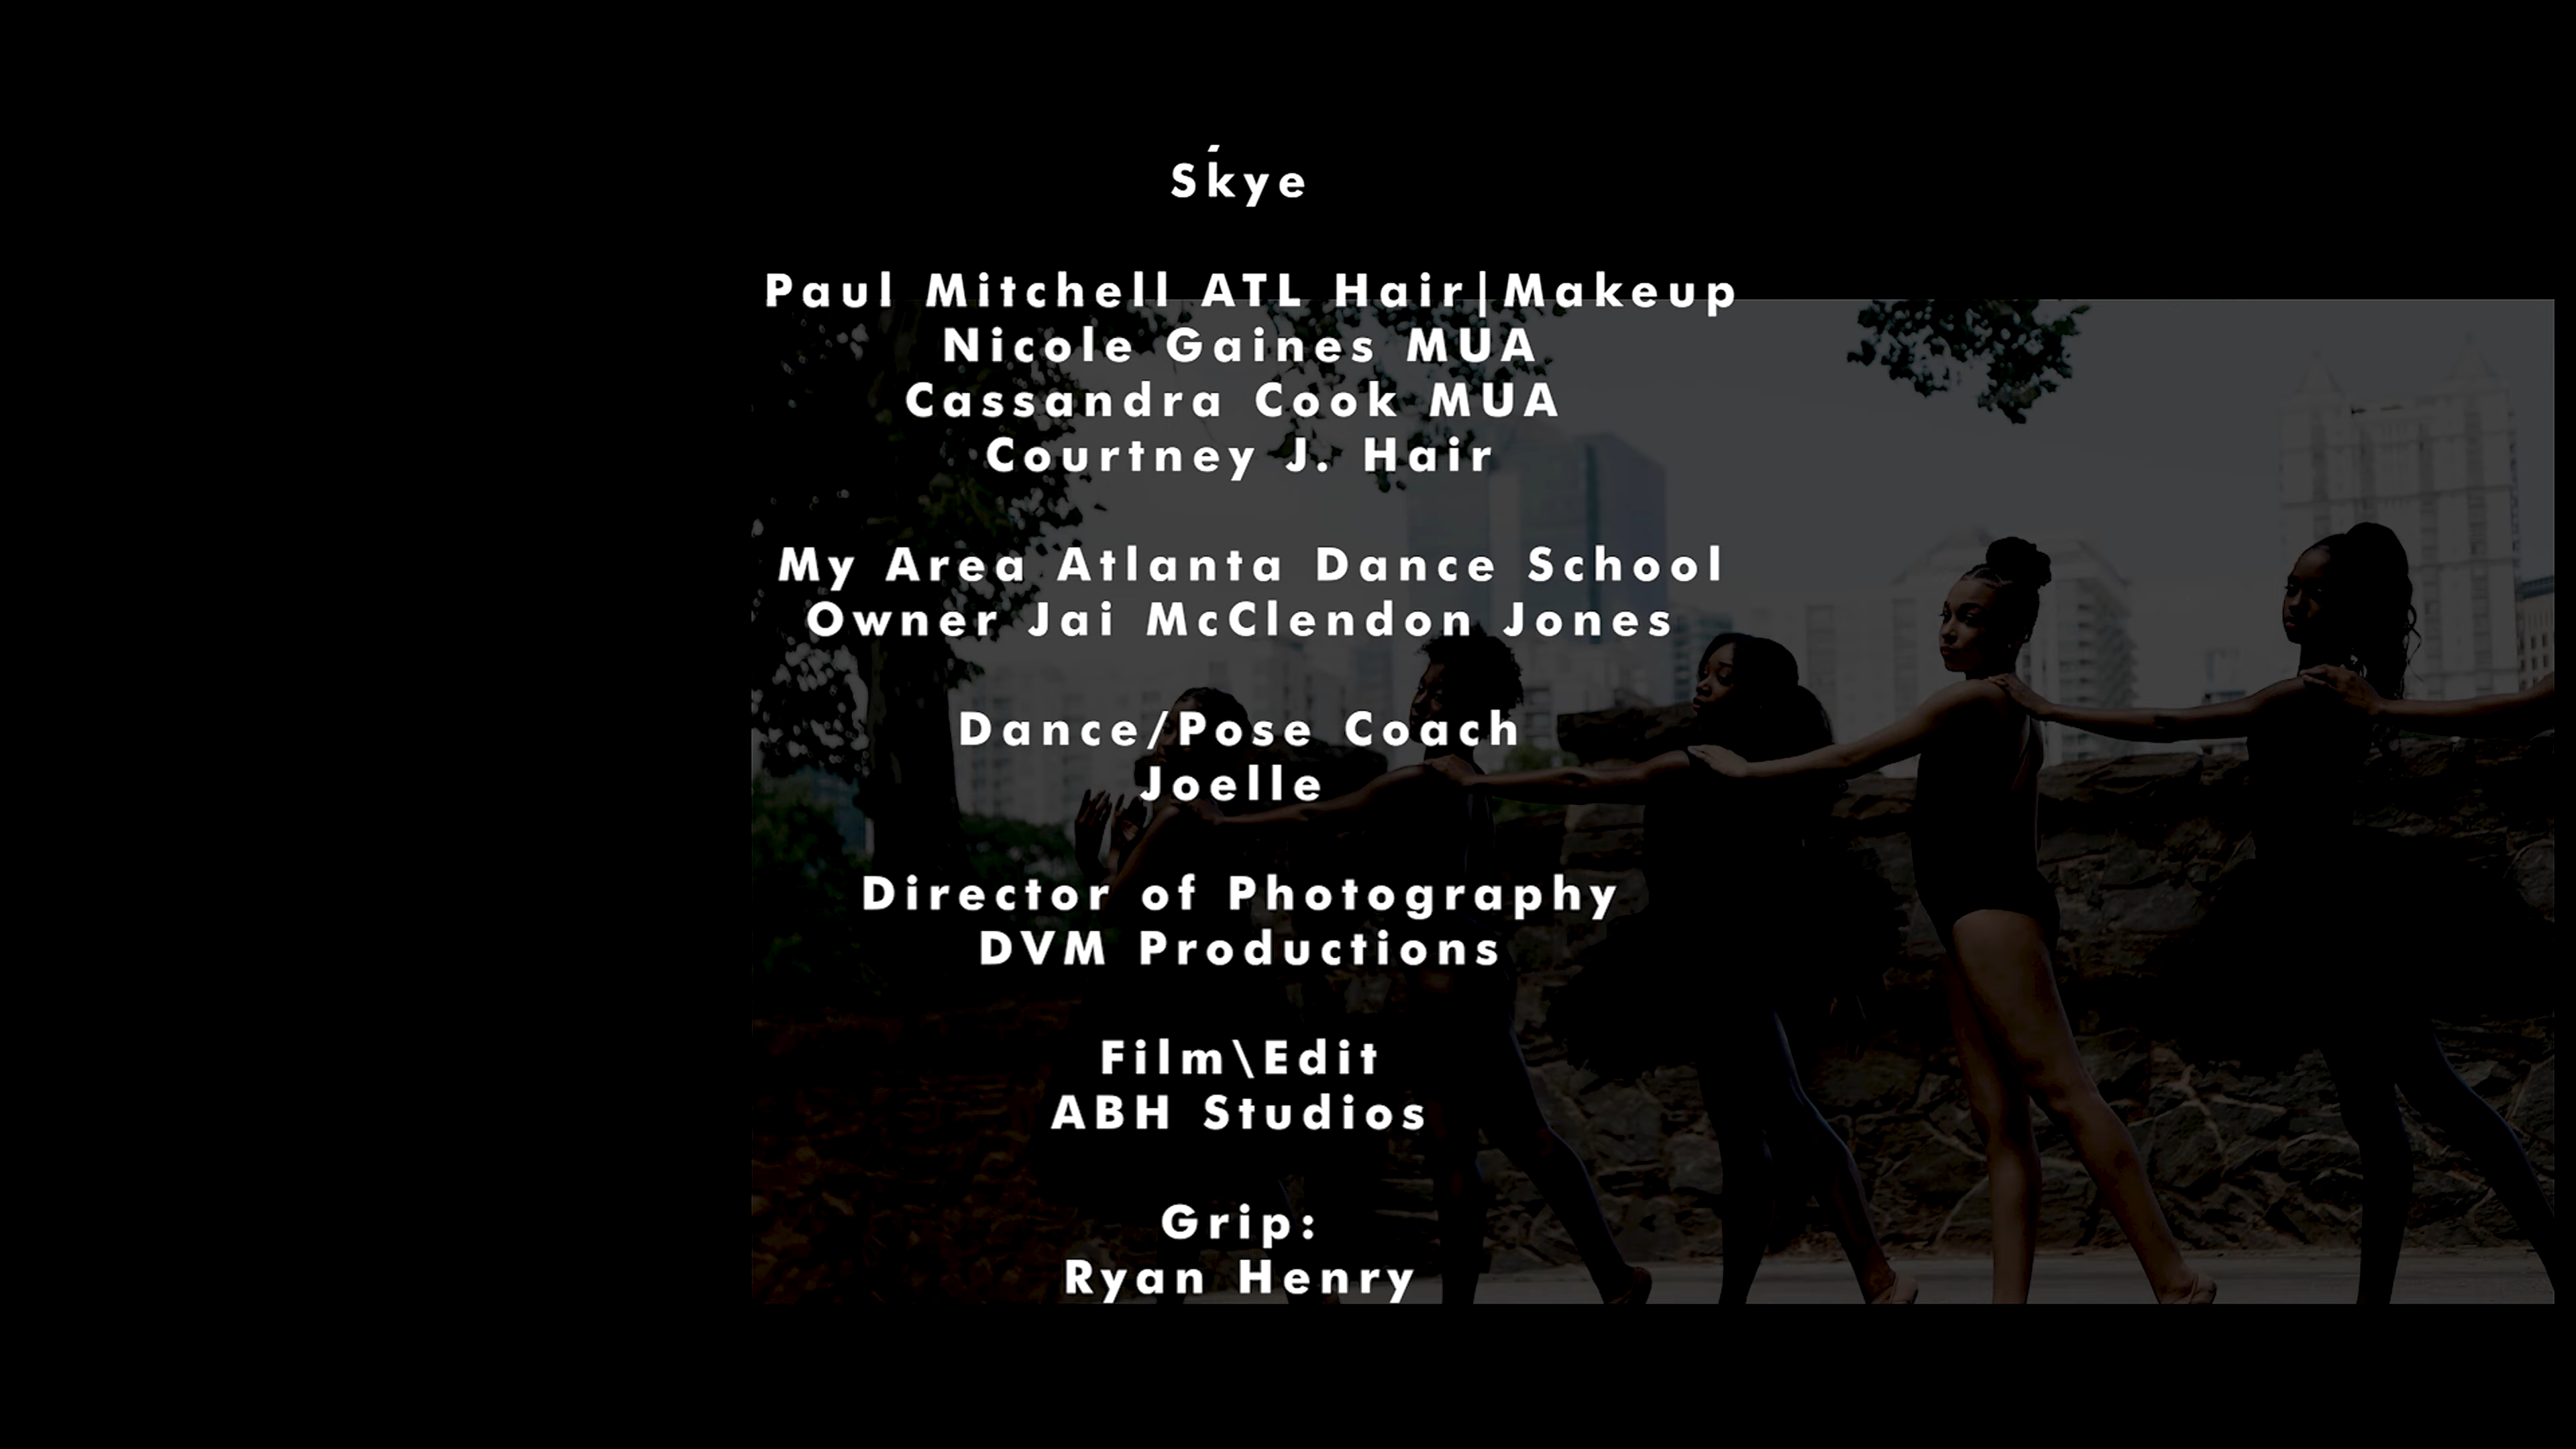 Skye
Paul Mitchell ATL Hair|Makeup
Nicole Gaines MUA
Cassandra Cook MUA
Courtney J. Hair
My Area Atlanta Dance School
Owner Jai McClendon Jones
Dance/Pose Coach
Joelle
Director of Photography
DVM Productions
Film\Edit
ABH Studios
Grip:
Ryan Henry